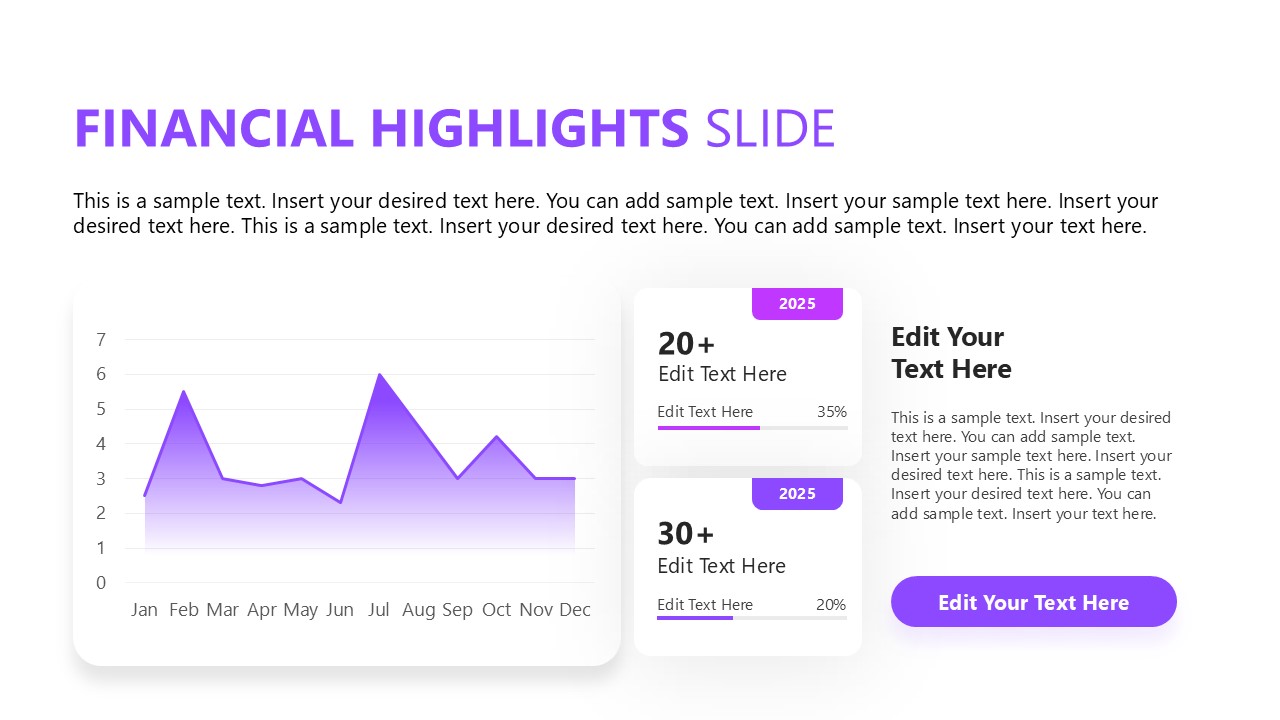 FINANCIAL HIGHLIGHTS SLIDE
This is a sample text. Insert your desired text here. You can add sample text. Insert your sample text here. Insert your
desired text here. This is a sample text. Insert your desired text here. You can add sample text. Insert your text here.
7
6
5
4
3
2
1
0
Jan Feb Mar Apr May Jun Jul Aug Sep Oct Nov Dec
2025
20+
Edit Text Here
Edit Text Here 35%
2025
30+
Edit Text Here
Edit Text Here 20%
Edit Your
Text Here
This is a sample text. Insert your desired
text here. You can add sample text.
Insert your sample text here. Insert your
desired text here. This is a sample text.
Insert your desired text here. You can
add sample text. Insert your text here.
Edit Your Text Here